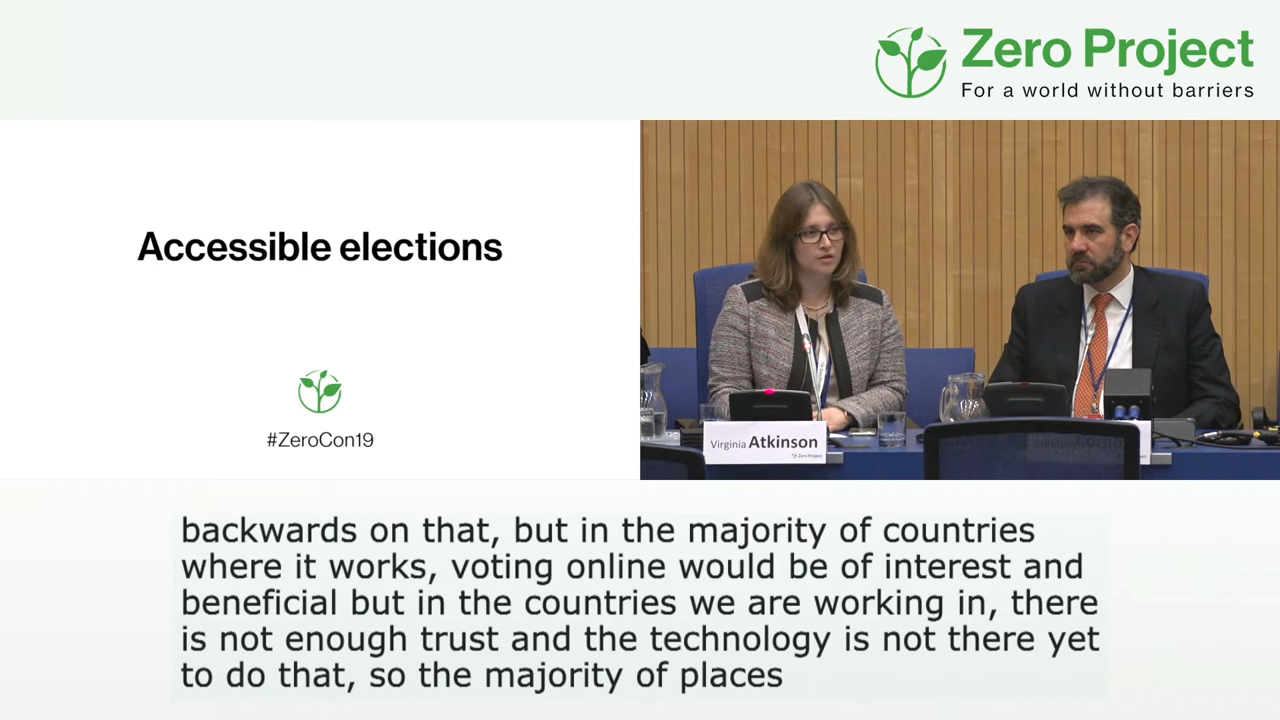 Zero Project
For a world without barriers
Accessible elections
#ZeroCon19
Virginia Atkinson
Zero Project
backwards on that, but in the majority of countries
where it works, voting online would be of interest and
beneficial but in the countries we are working in, there
is not enough trust and the technology is not there yet
to do that, so the majority of places